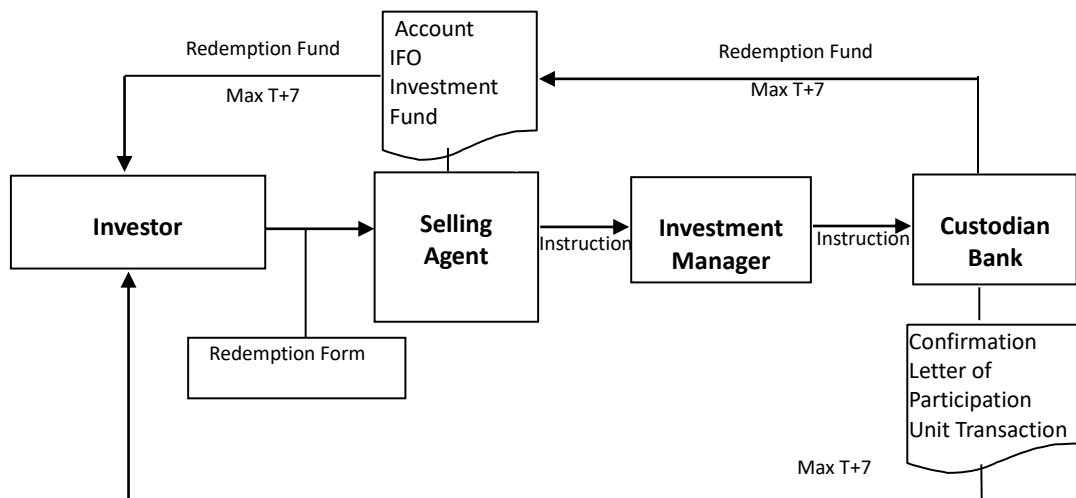 Redemption Fund
Max T+7
Account
IFO
Investment
Fund
Redemption Fund
Max T+7
Investor
Selling
Agent
Instruction
Investment
Manager
Instruction
Custodian
Bank
Redemption Form
Confirmation
Letter of
Participation
Unit Transaction
Max T+7